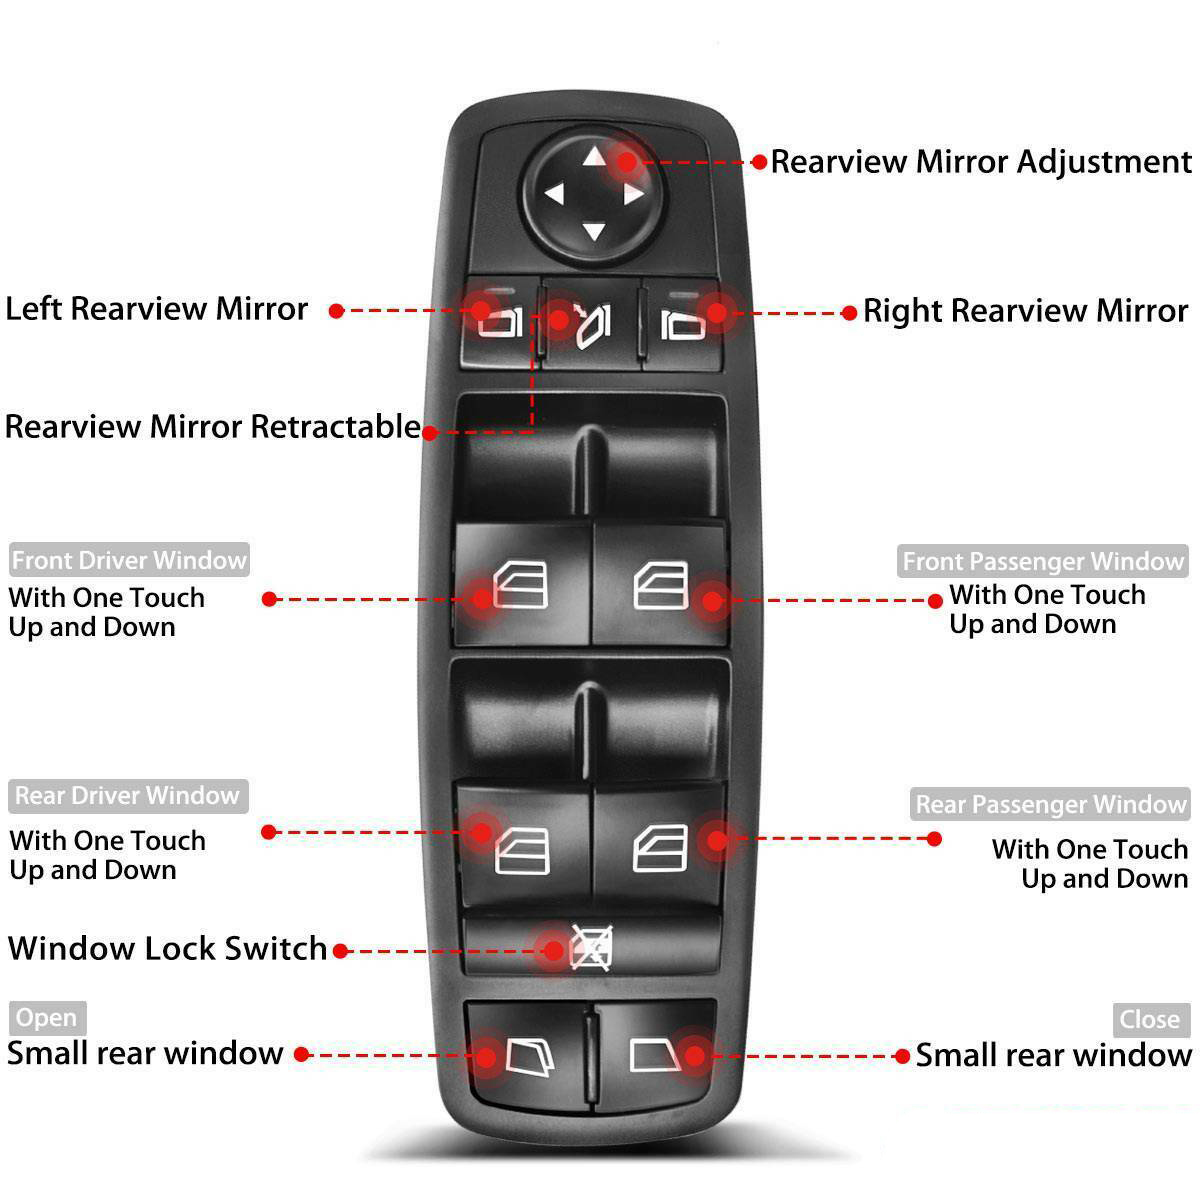 Rearview Mirror Adjustment
Left Rearview Mirror
Right Rearview Mirror
Rearview Mirror Retractable
Front Driver Window
With One Touch
Up and Down
Front Passenger Window
With One Touch
Up and Down
Rear Driver Window
With One Touch
Up and Down
Rear Passenger Window
With One Touch
Up and Down
Window Lock Switch
Open
Small rear window
Close
Small rear window